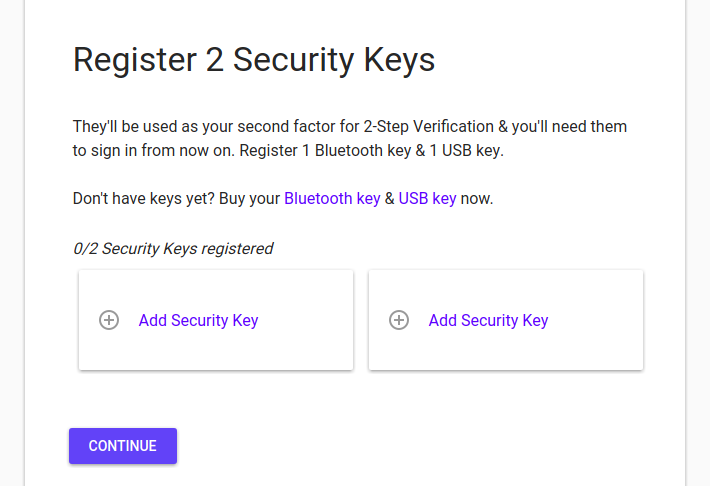 Register 2 Security Keys
They'll be used as your second factor for 2-Step Verification & you'll need them
to sign in from now on. Register 1 Bluetooth key & 1 USB key.
Don't have keys yet? Buy your Bluetooth key & USB key now.
0/2 Security Keys registered
Add Security Key
Add Security Key
CONTINUE